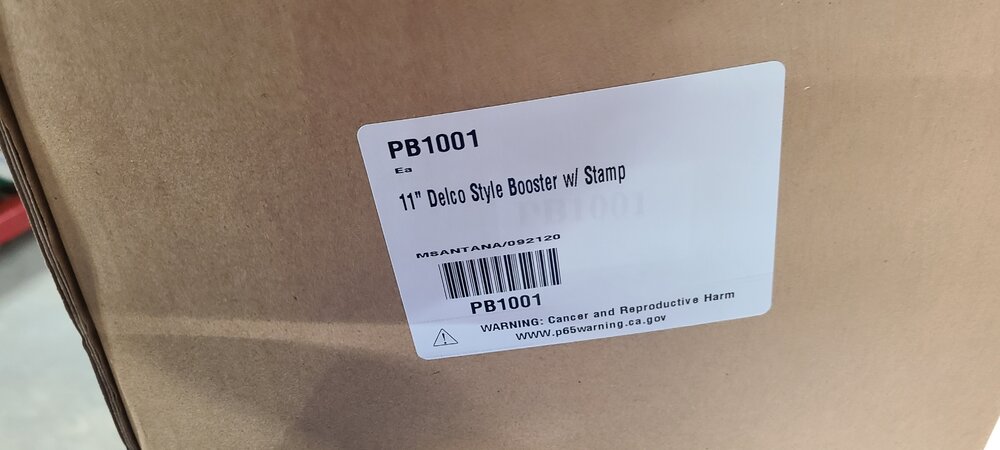 PB1001
Ea
11" Delco Style Booster w/ Stamp
PB1001
MSANTANA/092120
PB1001
WARNING: Cancer and Reproductive Harm
www.p65warning.ca.gov